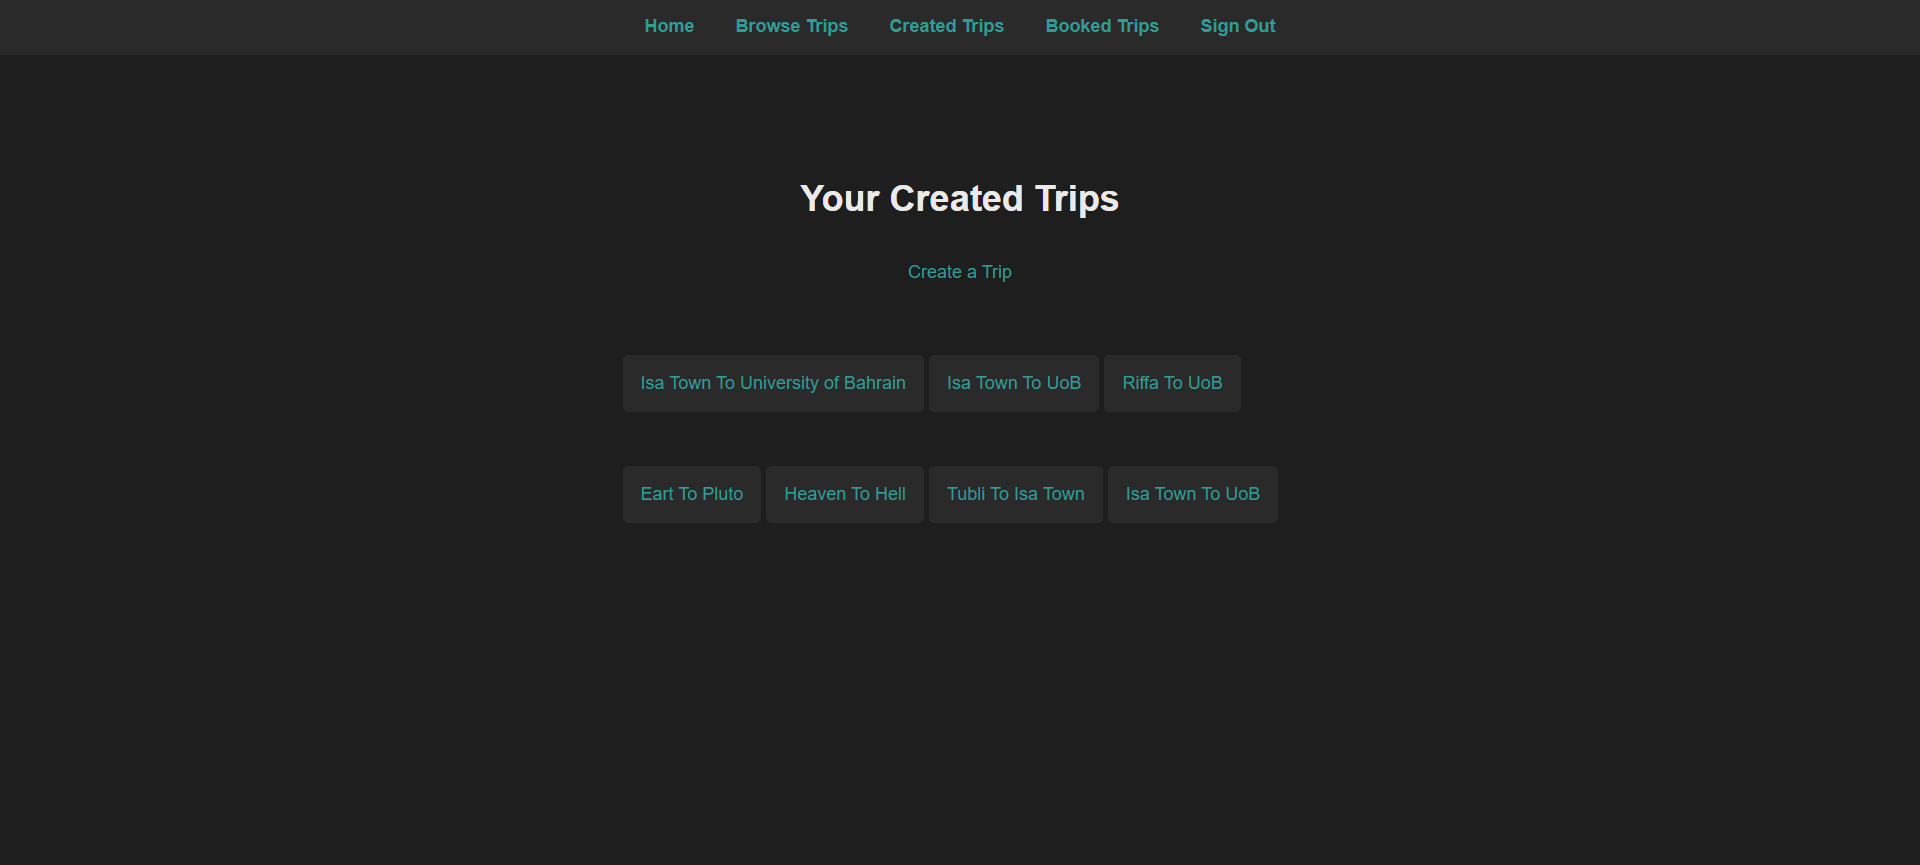 Home Browse Trips Created Trips Booked Trips Sign Out
Your Created Trips
Create a Trip
Isa Town To University of Bahrain Isa Town To UoB Riffa To UoB
Eart To Pluto Heaven To Hell Tubli To Isa Town Isa Town To UoB